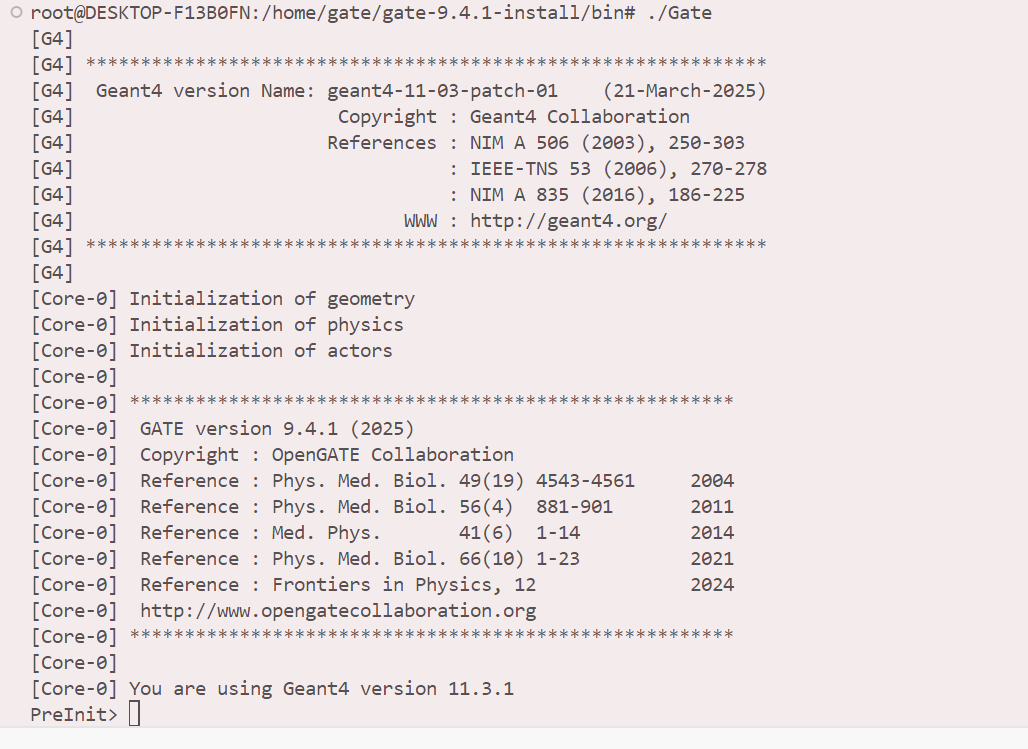 root@DESKTOP-F13B0FN:/home/gate/gate-9.4.1-install/bin# ./Gate
[G4]
[G4] **************************************************************
[G4]  Geant4 version Name: geant4-11-03-patch-01    (21-March-2025)
[G4]                       Copyright : Geant4 Collaboration
[G4]                      References : NIM A 506 (2003), 250-303
[G4]                                 : IEEE-TNS 53 (2006), 270-278
[G4]                                 : NIM A 835 (2016), 186-225
[G4]                             WWW : http://geant4.org/
[G4] **************************************************************
[G4]
[Core-0] Initialization of geometry
[Core-0] Initialization of physics
[Core-0] Initialization of actors
[Core-0]
[Core-0] *******************************************************
[Core-0]  GATE version 9.4.1 (2025)
[Core-0]  Copyright : OpenGATE Collaboration
[Core-0]  Reference : Phys. Med. Biol. 49(19) 4543-4561     2004
[Core-0]  Reference : Phys. Med. Biol. 56(4)  881-901       2011
[Core-0]  Reference : Med. Phys.       41(6)  1-14          2014
[Core-0]  Reference : Phys. Med. Biol. 66(10) 1-23          2021
[Core-0]  Reference : Frontiers in Physics, 12              2024
[Core-0]  http://www.opengatecollaboration.org
[Core-0] *******************************************************
[Core-0]
[Core-0] You are using Geant4 version 11.3.1
PreInit>